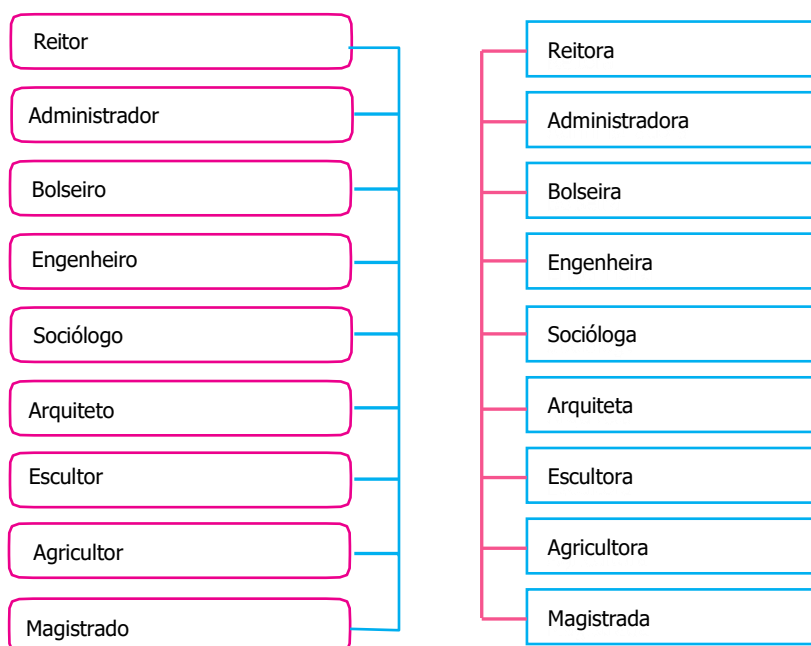 Reitor
Administrador
Bolseiro
Engenheiro
Sociólogo
Arquiteto
Escultor
Agricultor
Magistrado
Reitora
Administradora
Bolseira
Engenheira
Socióloga
Arquiteta
Escultora
Agricultora
Magistrada